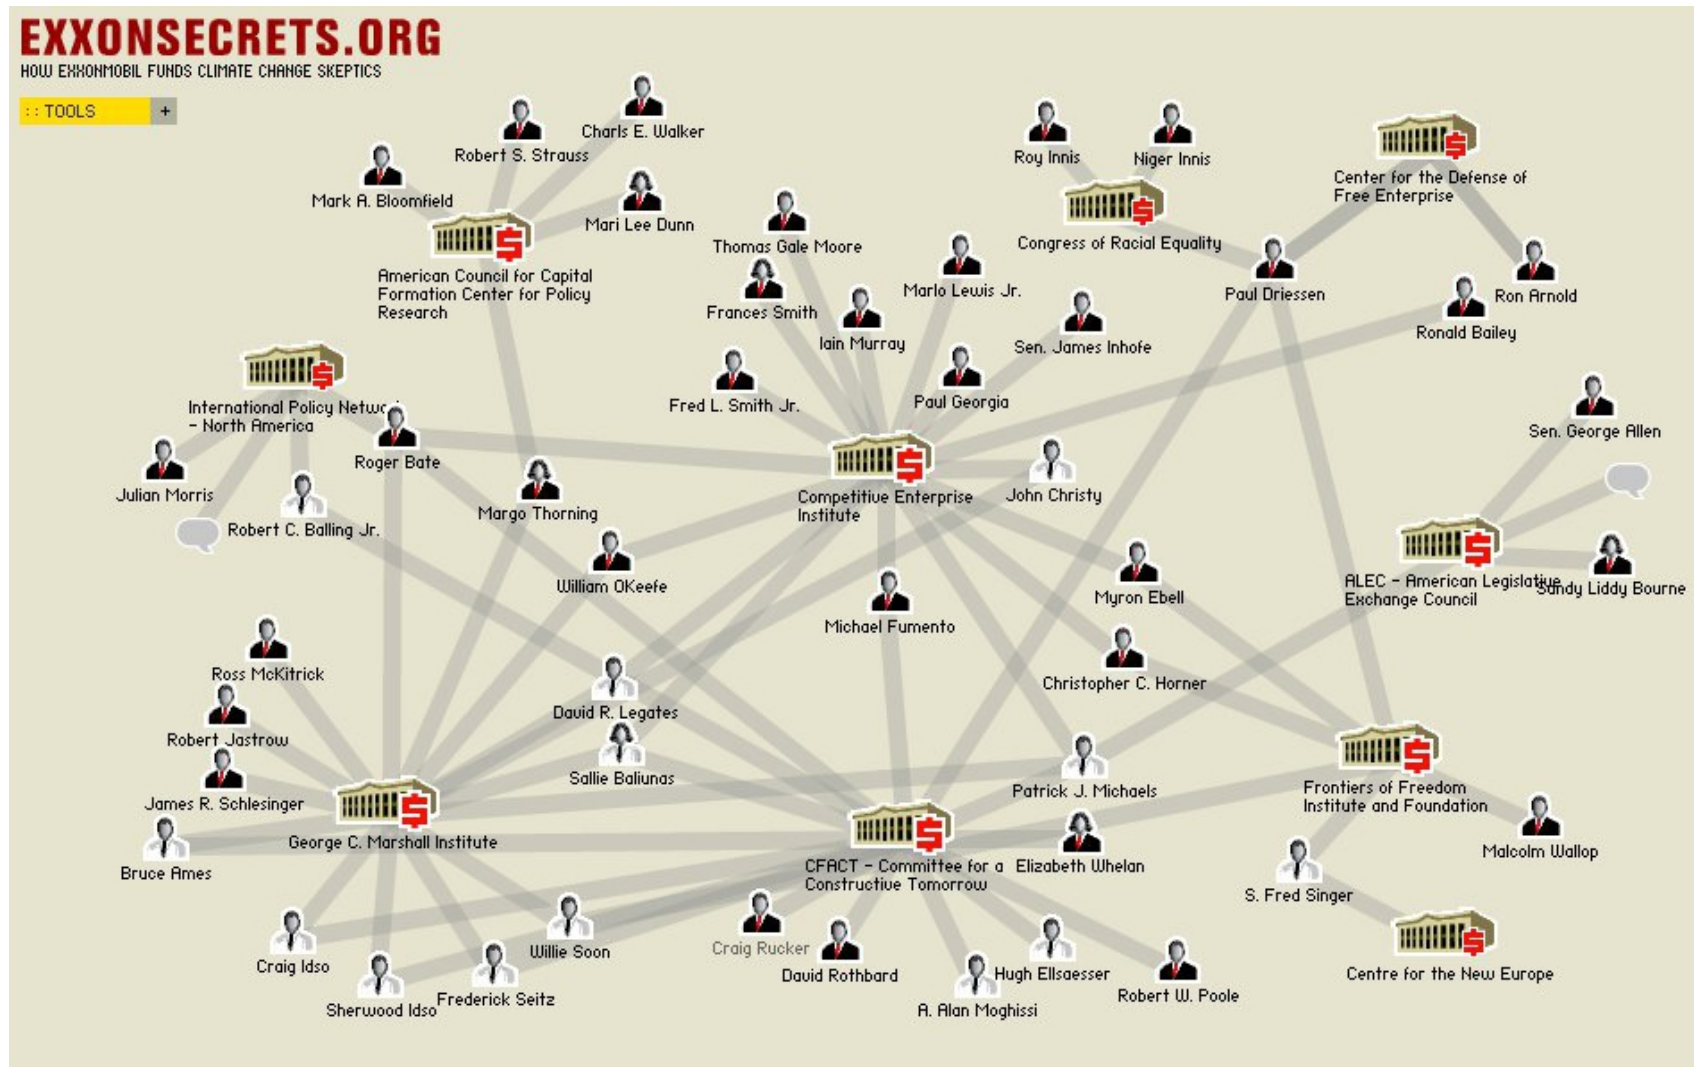 EXXONSECRETS.ORG
HOW EXXONMOBIL FUNDS CLIMATE CHANGE SKEPTICS
:: TOOLS +
Charls E. Walker
Robert S. Strauss
Mark A. Bloomfield
Mari Lee Dunn
American Council for Capital
Formation Center for Policy
Research
Thomas Gale Moore
Frances Smith
Iain Murray
Marlo Lewis Jr.
Sen. James Inhofe
Fred L. Smith Jr.
Paul Georgia
Roy Innis
Niger Innis
Congress of Racial Equality
Center for the Defense of
Free Enterprise
Paul Driessen
Ron Arnold
Ronald Bailey
International Policy Network
- North America
Roger Bate
Julian Morris
Robert C. Balling Jr.
Margo Thorning
William OKeefe
Competitive Enterprise
Institute
John Christy
Sen. George Allen
ALEC - American Legislative
Exchange Council
Sandy Liddy Bourne
Myron Ebell
Michael Fumento
Christopher C. Horner
Ross McKitrick
Robert Jastrow
James R. Schlesinger
David R. Legates
Sallie Baliunas
George C. Marshall Institute
Bruce Ames
Patrick J. Michaels
Frontiers of Freedom
Institute and Foundation
Malcolm Wallop
CFACT - Committee for a
Constructive Tomorrow
Elizabeth Whelan
S. Fred Singer
Centre for the New Europe
Craig Idso
Sherwood Idso
Frederick Seitz
Willie Soon
Craig Rucker
David Rothbard
A. Alan Moghissi
Hugh Ellsaesser
Robert W. Poole